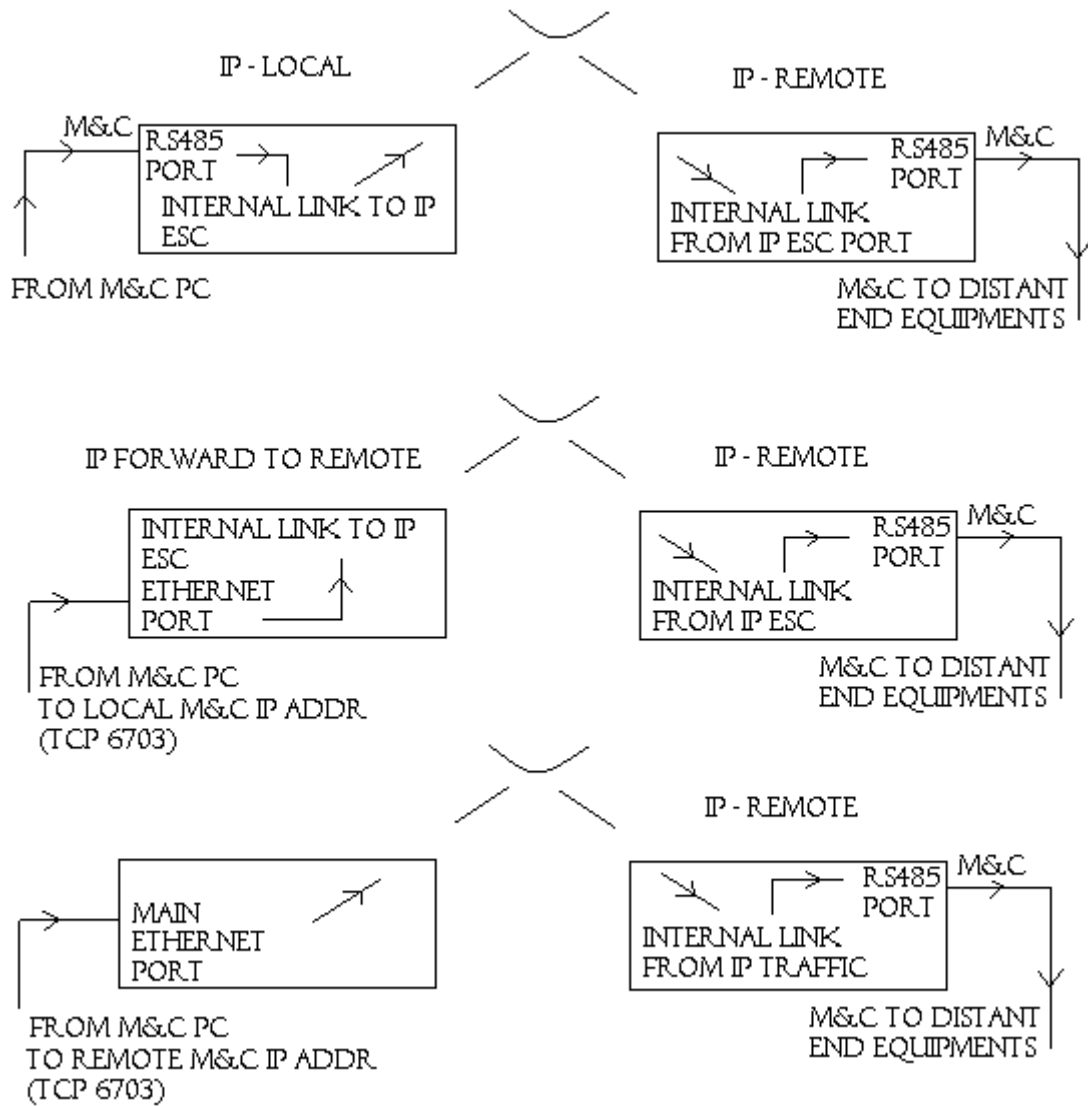 IP - LOCAL
IP - REMOTE
M&C
RS485
PORT
INTERNAL LINK TO IP
ESC
FROM M&C PC
RS485
PORT
M&C
INTERNAL LINK
FROM IP ESC PORT
M&C TO DISTANT
END EQUIPMENTS
IP FORWARD TO REMOTE
IP - REMOTE
INTERNAL LINK TO IP
ESC
ETHERNET
PORT
FROM M&C PC
TO LOCAL M&C IP ADDR
(TCP 6703)
RS485
PORT
M&C
INTERNAL LINK
FROM IP ESC
M&C TO DISTANT
END EQUIPMENTS
IP - REMOTE
MAIN
ETHERNET
PORT
FROM M&C PC
TO REMOTE M&C IP ADDR
(TCP 6703)
RS485
PORT
M&C
INTERNAL LINK
FROM IP TRAFFIC
M&C TO DISTANT
END EQUIPMENTS